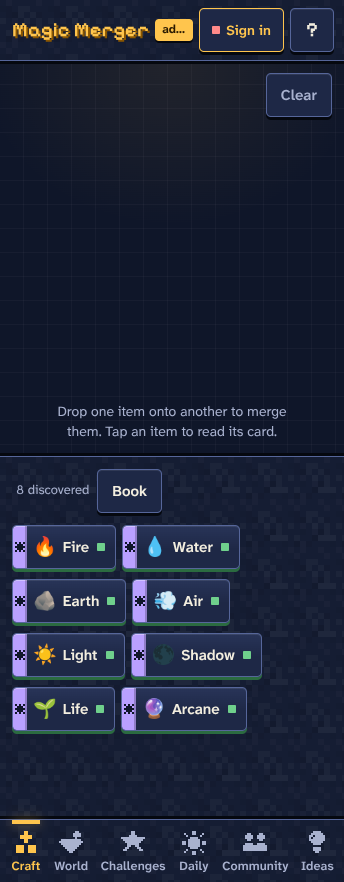 Magic Merger ad... Sign in ?
Clear
Drop one item onto another to merge
them. Tap an item to read its card.
8 discovered Book
Fire Water
Earth Air
Light Shadow
Life Arcane
Craft World Challenges Daily Community Ideas